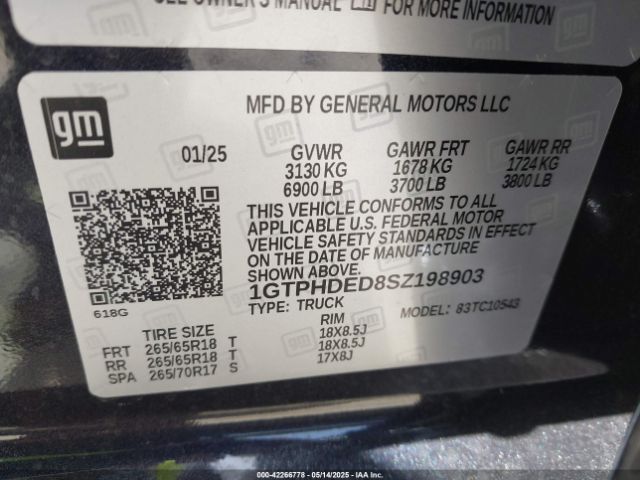 SEE OWNER'S MANUAL FOR MORE INFORMATION
gm
MFD BY GENERAL MOTORS LLC
01/25 GVWR GAWR FRT GAWR RR
3130 KG 1678 KG 1724 KG
6900 LB 3700 LB 3800 LB
THIS VEHICLE CONFORMS TO ALL
APPLICABLE U.S. FEDERAL MOTOR
VEHICLE SAFETY STANDARDS IN EFFECT
ON THE DATE OF MANUFACTURE
SHOWN ABOVE.
1GTPHDED8SZ198903
618G
TYPE: TRUCK MODEL: 83TC10543
TIRE SIZE RIM
FRT 265/65R18 T 18X8.5J
RR 265/65R18 T 18X8.5J
SPA 265/70R17 S 17X8J
000-42266778 - 05/14/2025 - IAAI.COM